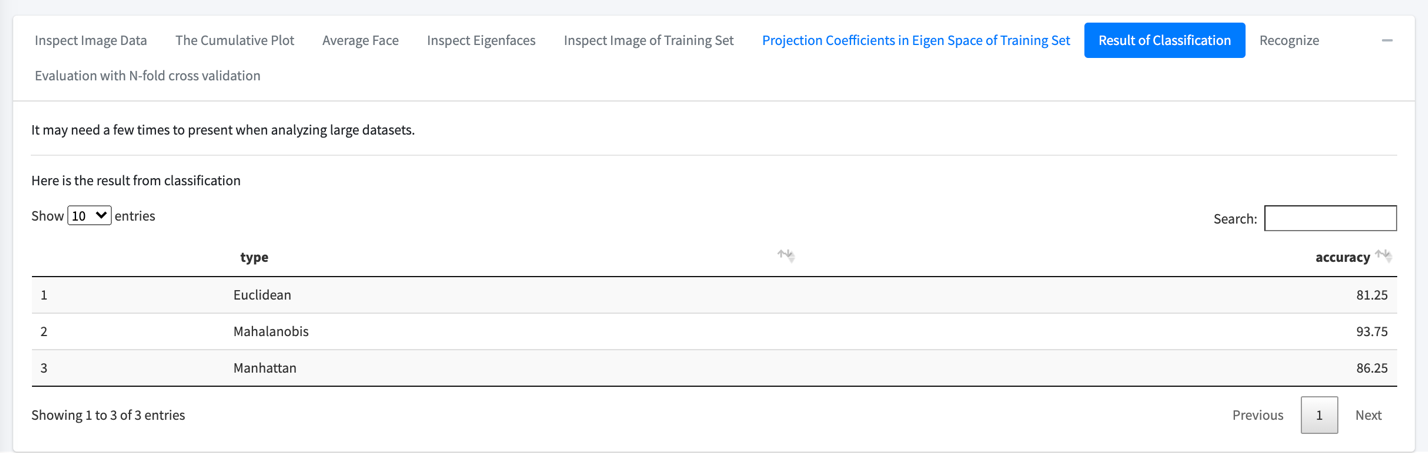 Inspect Image Data The Cumulative Plot Average Face Inspect Eigenfaces Inspect Image of Training Set Projection Coefficients in Eigen Space of Training Set Result of Classification Recognize
Evaluation with N-fold cross validation
It may need a few times to present when analyzing large datasets.
Here is the result from classification
Show 10 entries Search:
type accuracy
1 Euclidean 81.25
2 Mahalanobis 93.75
3 Manhattan 86.25
Showing 1 to 3 of 3 entries Previous 1 Next